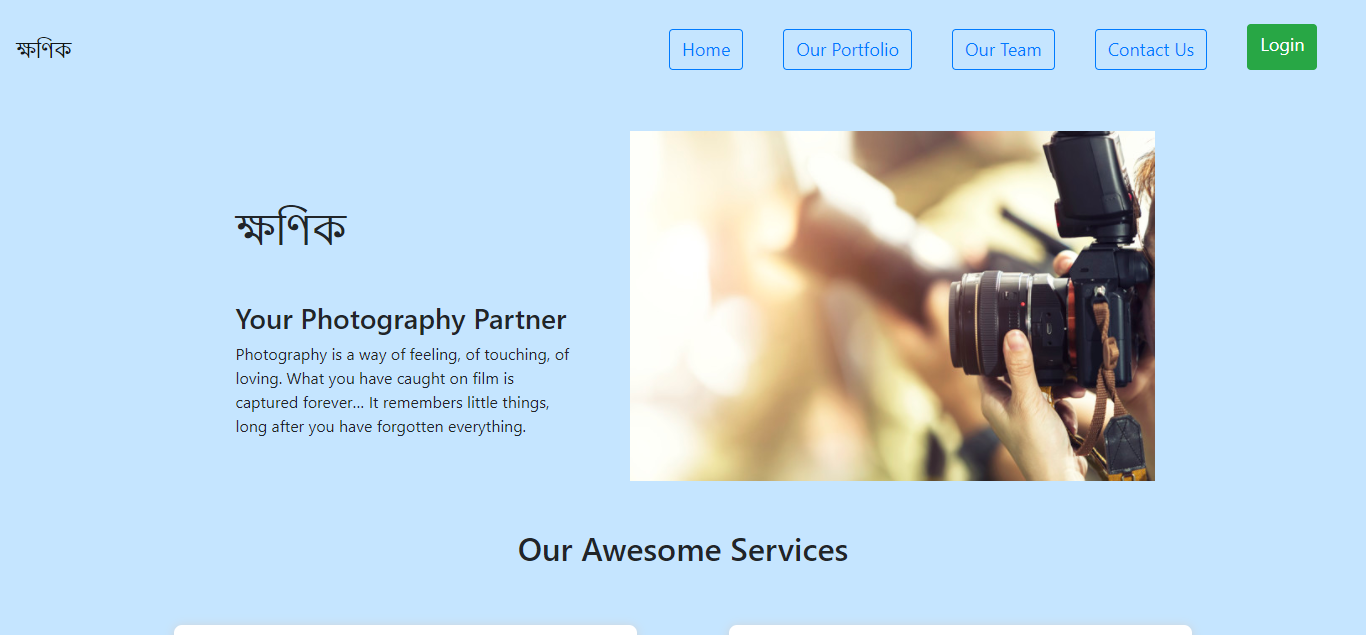 ক্ষণিক
Home
Our Portfolio
Our Team
Contact Us
Login
ক্ষণিক
Your Photography Partner
Photography is a way of feeling, of touching, of
loving. What you have caught on film is
captured forever... It remembers little things,
long after you have forgotten everything.
Our Awesome Services